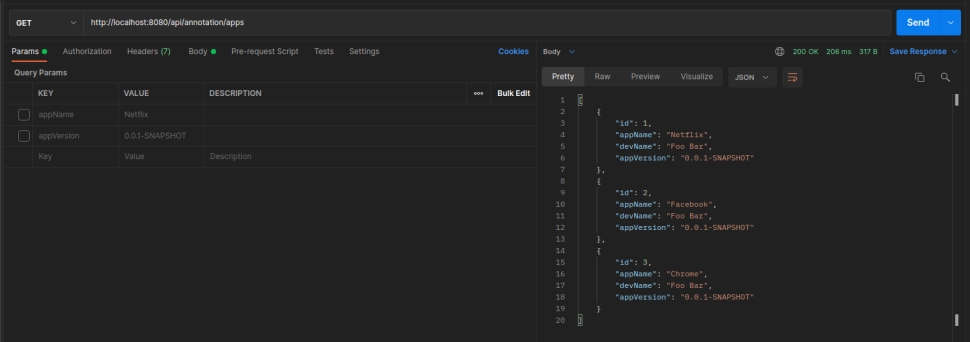 GET http://localhost:8080/api/annotation/apps Send
Params Authorization Headers (7) Body Pre-request Script Tests Settings Cookies
Query Params
KEY VALUE DESCRIPTION ooo Bulk Edit
appName Netflix
appVersion 0.0.1-SNAPSHOT
Key Value Description
Body 200 OK 206 ms 317 B Save Response
Pretty Raw Preview Visualize JSON
1 [
2 {
3 "id": 1,
4 "appName": "Netflix",
5 "devName": "Foo Bar",
6 "appVersion": "0.0.1-SNAPSHOT"
7 },
8 {
9 "id": 2,
10 "appName": "Facebook",
11 "devName": "Foo Bar",
12 "appVersion": "0.0.1-SNAPSHOT"
13 },
14 {
15 "id": 3,
16 "appName": "Chrome",
17 "devName": "Foo Bar",
18 "appVersion": "0.0.1-SNAPSHOT"
19 }
20 ]